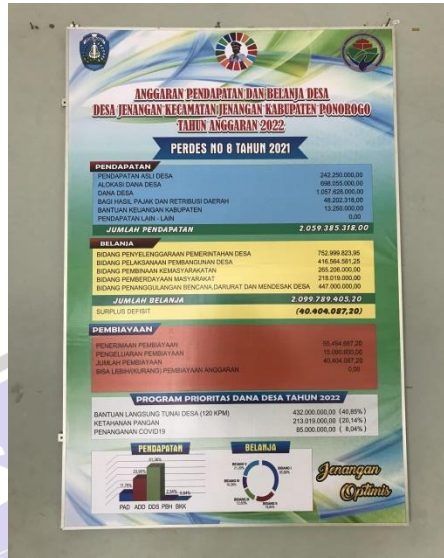 ANGGARAN PENDAPATAN DAN BELANJA DESA
DESA JENANGAN KECAMATAN JENANGAN KABUPATEN PONOROGO
TAHUN ANGGARAN 2022
PERDES NO 8 TAHUN 2021
PENDAPATAN
PENDAPATAN ASLI DESA 242.250.000,00
ALOKASI DANA DESA 698.055.000,00
DANA DESA 1.057.628.000,00
BAGI HASIL PAJAK DAN RETRIBUSI DAERAH 48.202.318,00
BANTUAN KEUANGAN KABUPATEN 13.250.000,00
PENDAPATAN LAIN - LAIN 0,00
JUMLAH PENDAPATAN 2.059.385.318,00
BELANJA
BIDANG PENYELENGGARAAN PEMERINTAHAN DESA 752.999.823,95
BIDANG PELAKSANAAN PEMBANGUNAN DESA 416.564.581,25
BIDANG PEMBINAAN KEMASYARAKATAN 265.206.000,00
BIDANG PEMBERDAYAAN MASYARAKAT 218.019.000,00
BIDANG PENANGGULANGAN BENCANA,DARURAT DAN MENDESAK DESA 447.000.000,00
JUMLAH BELANJA 2.099.789.405,20
SURPLUS DEFISIT (40.404.087,20)
PEMBIAYAAN
PENERIMAAN PEMBIAYAAN
PENGELUARAN PEMBIAYAAN
JUMLAH PEMBIAYAAN 40.404.087,20
SISA LEBIH(KURANG) PEMBIAYAAN ANGGARAN 0,00
PROGRAM PRIORITAS DANA DESA TAHUN 2022
BANTUAN LANGSUNG TUNAI DESA (120 KPM) 432.000.000,00 (40,85%)
KETAHANAN PANGAN 213.019.000,00 (20,14%)
PENANGANAN COVID19 85.000.000,00 ( 8,04%)
PENDAPATAN
BELANJA
PAD ADD DDS PBH BKK
Jenangan
Optimis